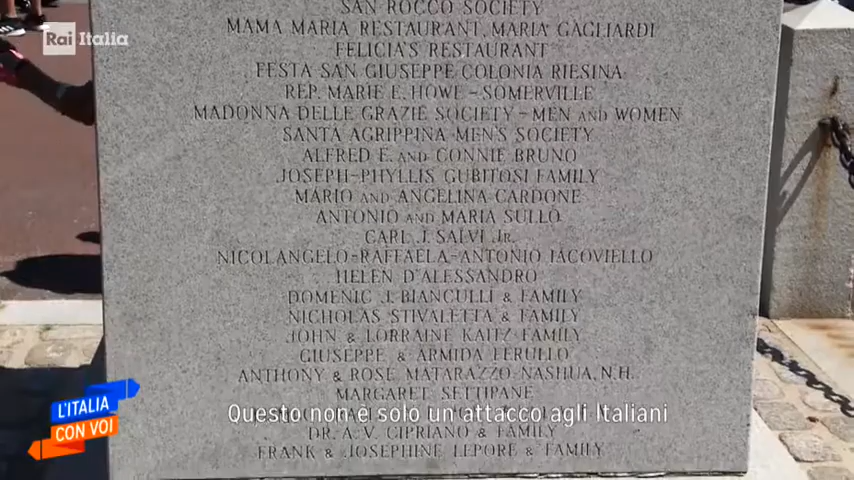 Rai Italia
SAN ROCCO SOCIETY
MAMA MARIA RESTAURANT, MARIA GAGLIARDI
FELICIA'S RESTAURANT
FESTA SAN GIUSEPPE COLONIA RIESINA
REP. MARIE E. HOWE - SOMERVILLE
MADONNA DELLE GRAZIE SOCIETY - MEN AND WOMEN
SANTA AGRIPPINA MEN'S SOCIETY
ALFRED E. AND CONNIE BRUNO
JOSEPH-PHYLLIS GUBITOSI FAMILY
MARIO AND ANGELINA CARDONE
ANTONIO AND MARIA SULLO
CARL J. SALVI JR.
NICOLANGELO-RAFFAELA-ANTONIO IACOVIELLO
HELEN D'ALESSANDRO
DOMENIC J. BIANCULLI & FAMILY
NICHOLAS STIVALETTA & FAMILY
JOHN & LORRAINE KAITZ-FAMILY
GIUSEPPE & ARMIDA FERULLO
ANTHONY & ROSE MATARAZZO-NASHUA, N.H.
MARGARET SETTIPANE
Questo non è solo un attacco agli Italiani
DR. A.V. CIPRIANO & FAMILY
FRANK & JOSEPHINE LEPORE & FAMILY
L'ITALIA
CON VOI